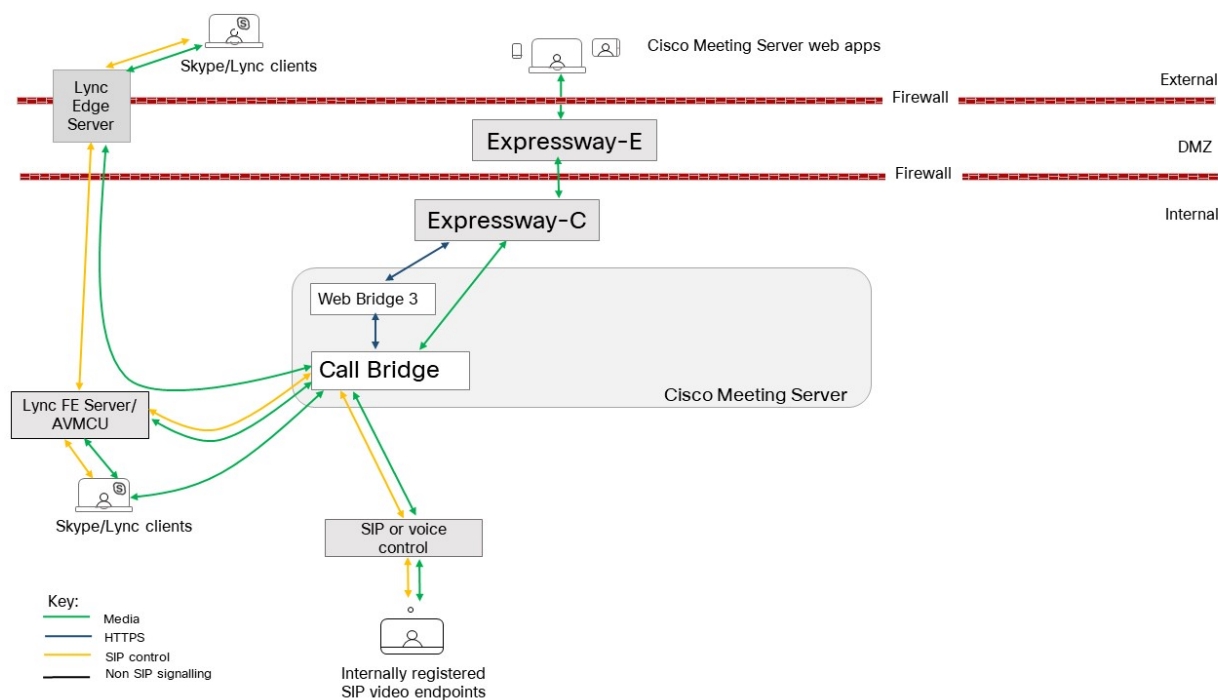 S
Skype/Lync clients
Cisco Meeting Server web apps
Lync
Edge
Server
External
Firewall
Expressway-E
DMZ
Firewall
Expressway-C
Internal
Web Bridge 3
Call Bridge
Cisco Meeting Server
Lync FE Server/
AVMCU
S
Skype/Lync clients
SIP or voice
control
Key:
Media
HTTPS
SIP control
Non SIP signalling
Internally registered
SIP video endpoints